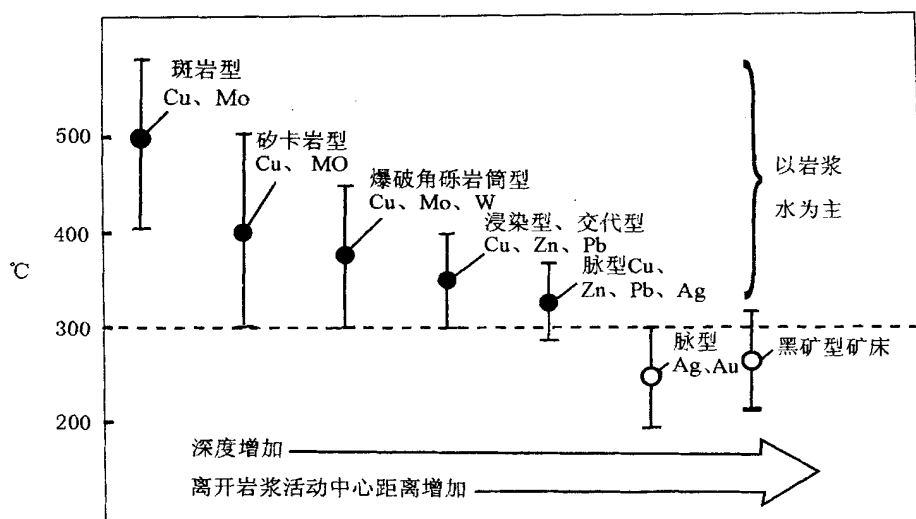 斑岩型
Cu、Mo
500
矽卡岩型
Cu、MO
爆破角砾岩筒型
Cu、Mo、W
以岩浆
水为主
浸染型、交代型
Cu、Zn、Pb
400
℃
脉型Cu、
Zn、Pb、Ag
300
脉型
Ag、Au
黑矿型矿床
200
深度增加
离开岩浆活动中心距离增加